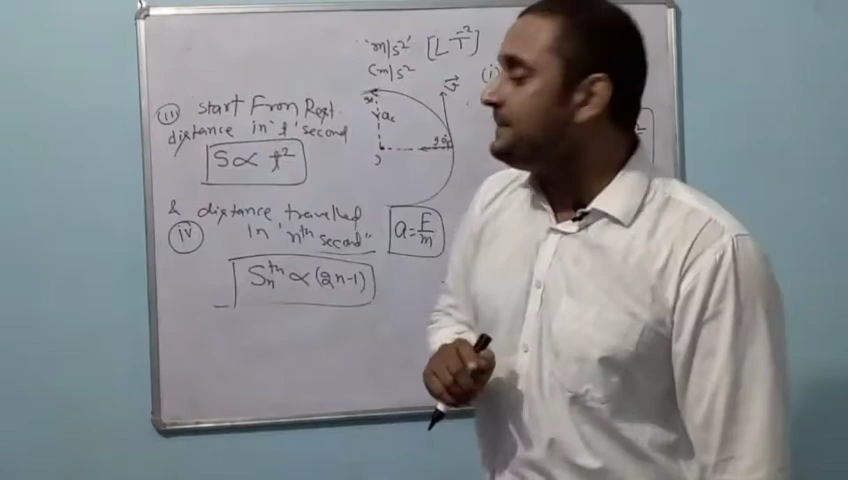 'm/s²' [L T⁻²]
cm/s²
(i)
(iii) start From Rest
distance in 't' second
S ∝ t²
& distance travelled
(iv) in 'nth second"
Snth ∝ (2n-1)
ac
a = F/m